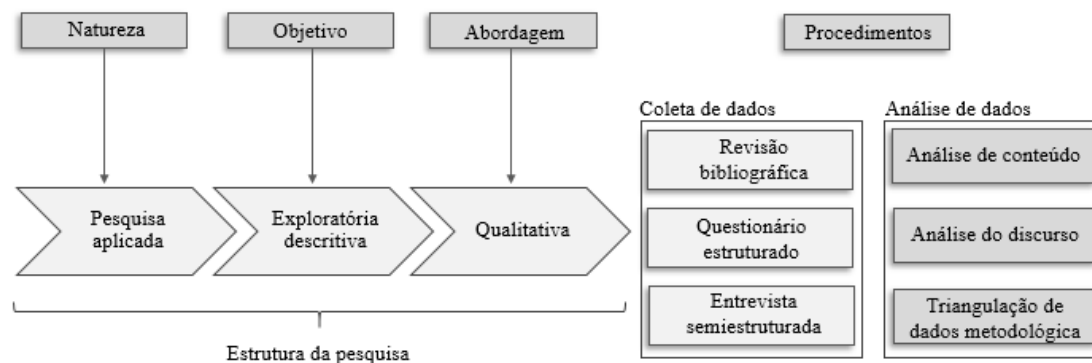 Natureza
Objetivo
Abordagem
Procedimentos
Pesquisa
aplicada
Exploratória
descritiva
Qualitativa
Estrutura da pesquisa
Coleta de dados
Revisão
bibliográfica
Questionário
estruturado
Entrevista
semiestruturada
Análise de dados
Análise de conteúdo
Análise do discurso
Triangulação de
dados metodológica